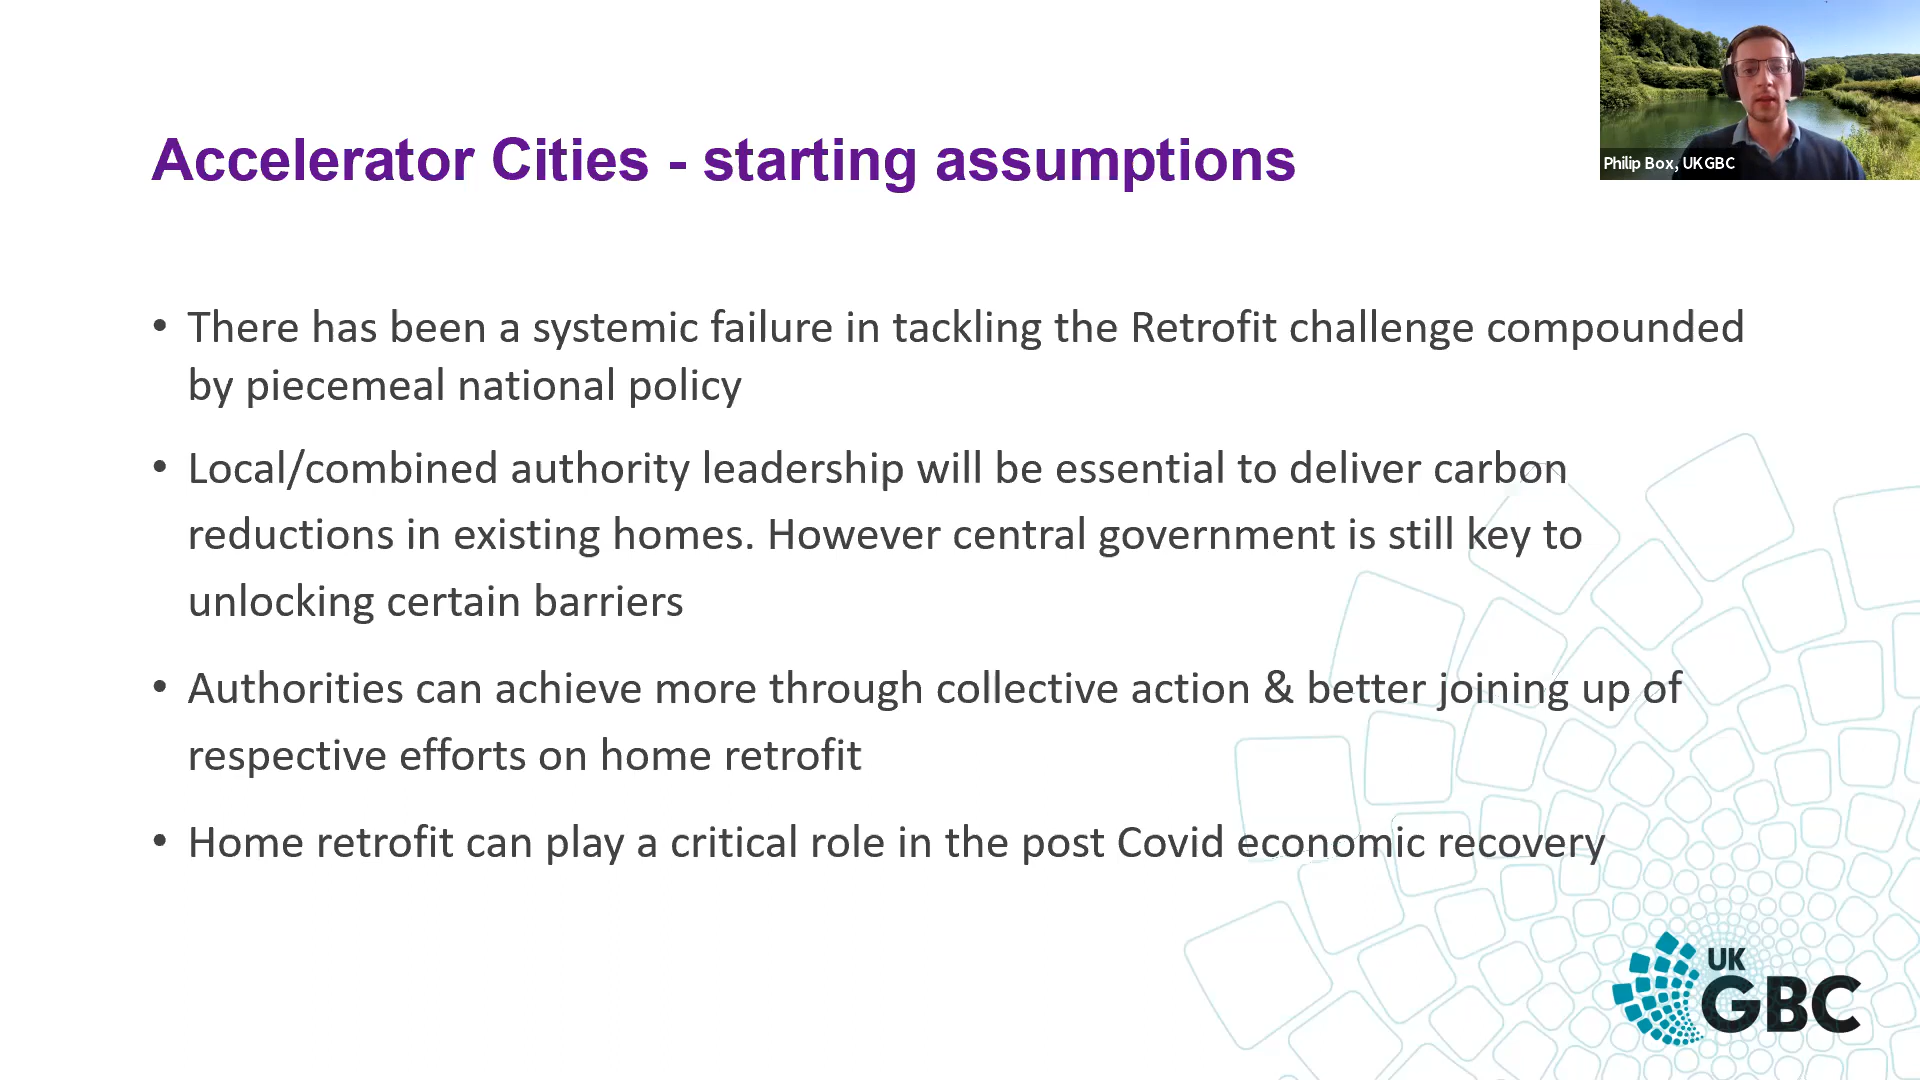 Philip Box, UKGBC
Accelerator Cities - starting assumptions
• There has been a systemic failure in tackling the Retrofit challenge compounded
by piecemeal national policy
• Local/combined authority leadership will be essential to deliver carbon
reductions in existing homes. However central government is still key to
unlocking certain barriers
• Authorities can achieve more through collective action & better joining up of
respective efforts on home retrofit
• Home retrofit can play a critical role in the post Covid economic recovery
UK
GBC